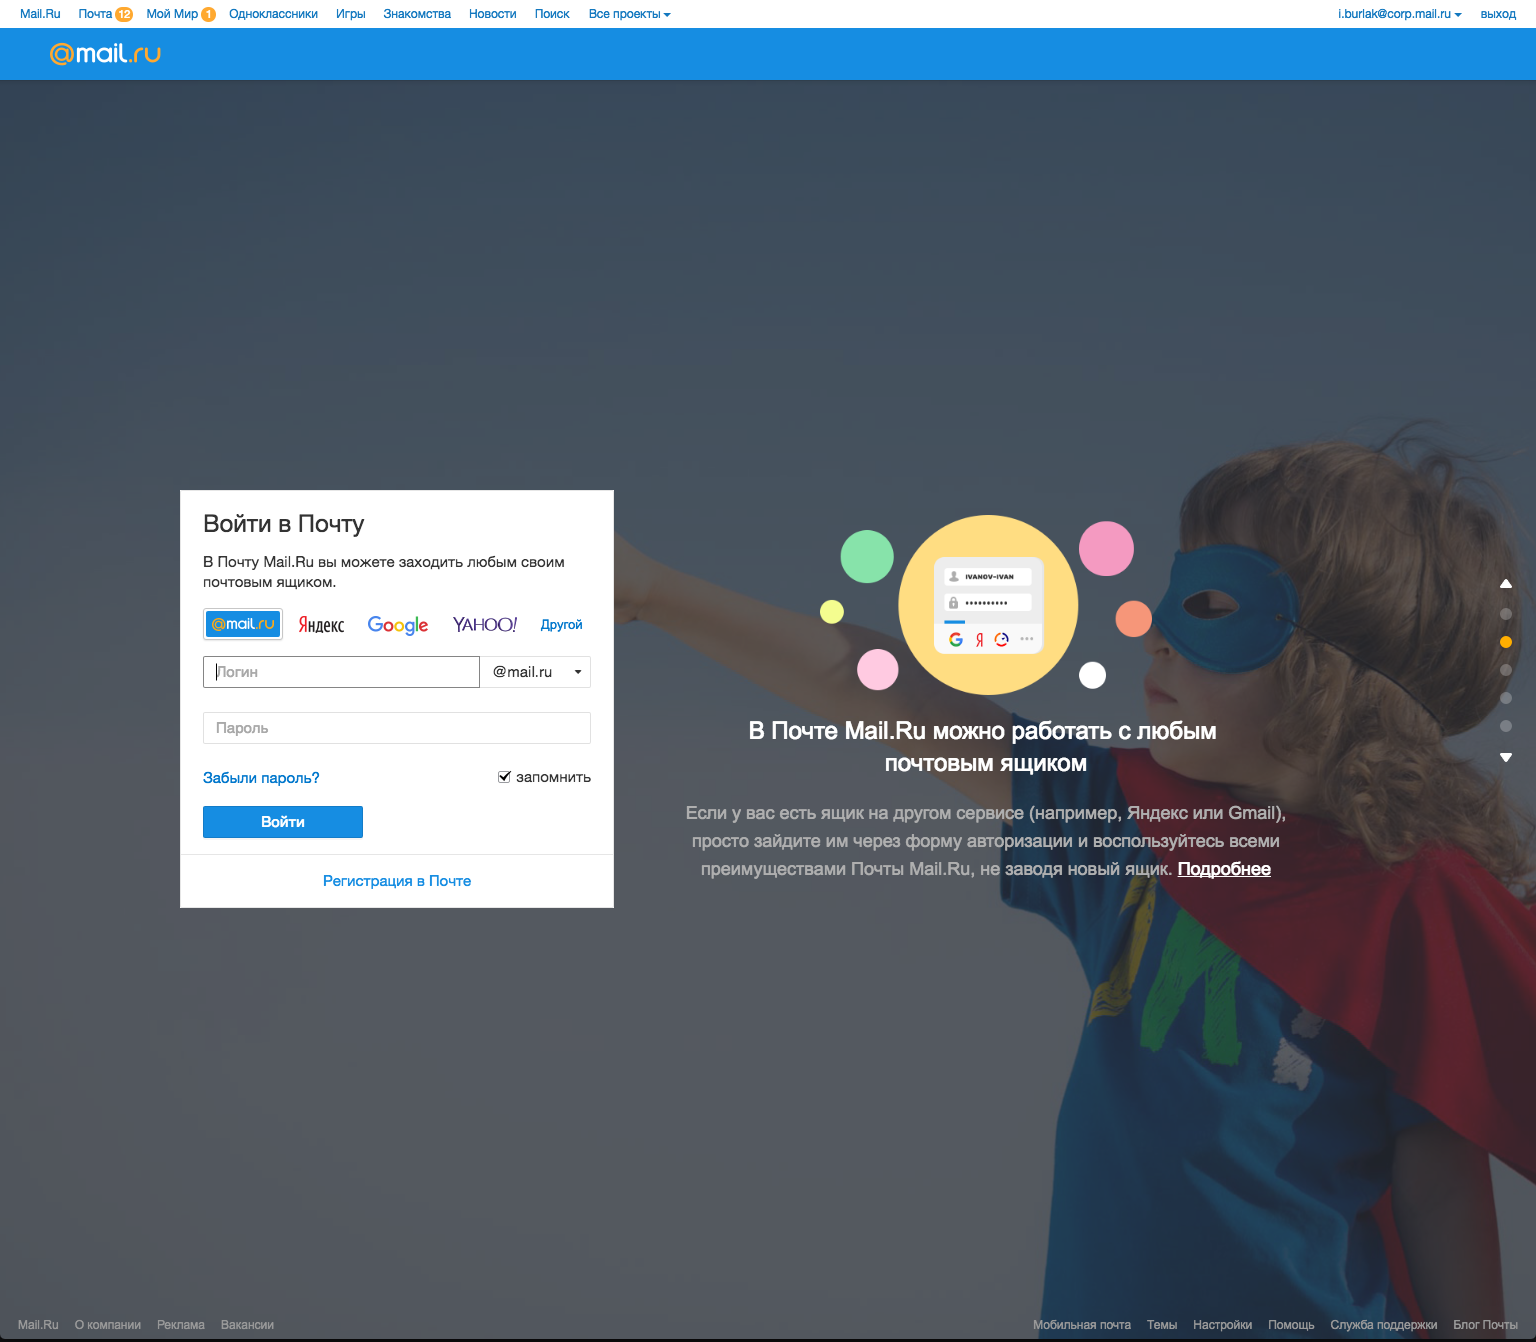 Mail.Ru Почта 12 Мой Мир 1 Одноклассники Игры Знакомства Новости Поиск Все проекты i.burlak@corp.mail.ru выход
@mail.ru
Войти в Почту
В Почту Mail.Ru вы можете заходить любым своим
почтовым ящиком.
@mail.ru Яндекс Google YAHOO! Другой
Логин @mail.ru
Пароль
Забыли пароль? запомнить
Войти
Регистрация в Почте
IVANOV-IVAN
••••••••••
G Я
В Почте Mail.Ru можно работать с любым
почтовым ящиком
Если у вас есть ящик на другом сервисе (например, Яндекс или Gmail),
просто зайдите им через форму авторизации и воспользуйтесь всеми
преимуществами Почты Mail.Ru, не заводя новый ящик. Подробнее
Mail.Ru О компании Реклама Вакансии Мобильная почта Темы Настройки Помощь Служба поддержки Блог Почты